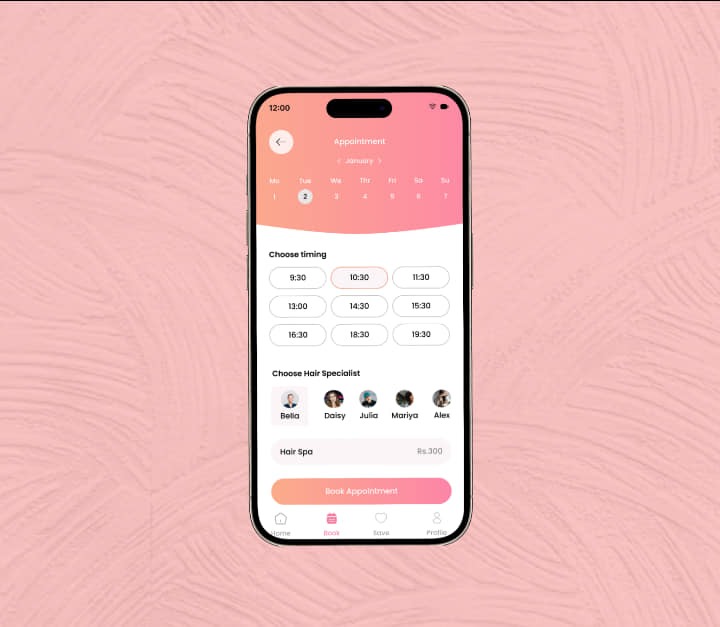 12:00
Appointment
< January >
Mo Tue We Thr Fri Sa Su
1 2 3 4 5 6 7
Choose timing
9:30 10:30 11:30
13:00 14:30 15:30
16:30 18:30 19:30
Choose Hair Specialist
Bella Daisy Julia Mariya Alex
Hair Spa Rs.300
Book Appointment
Home Book Save Profile